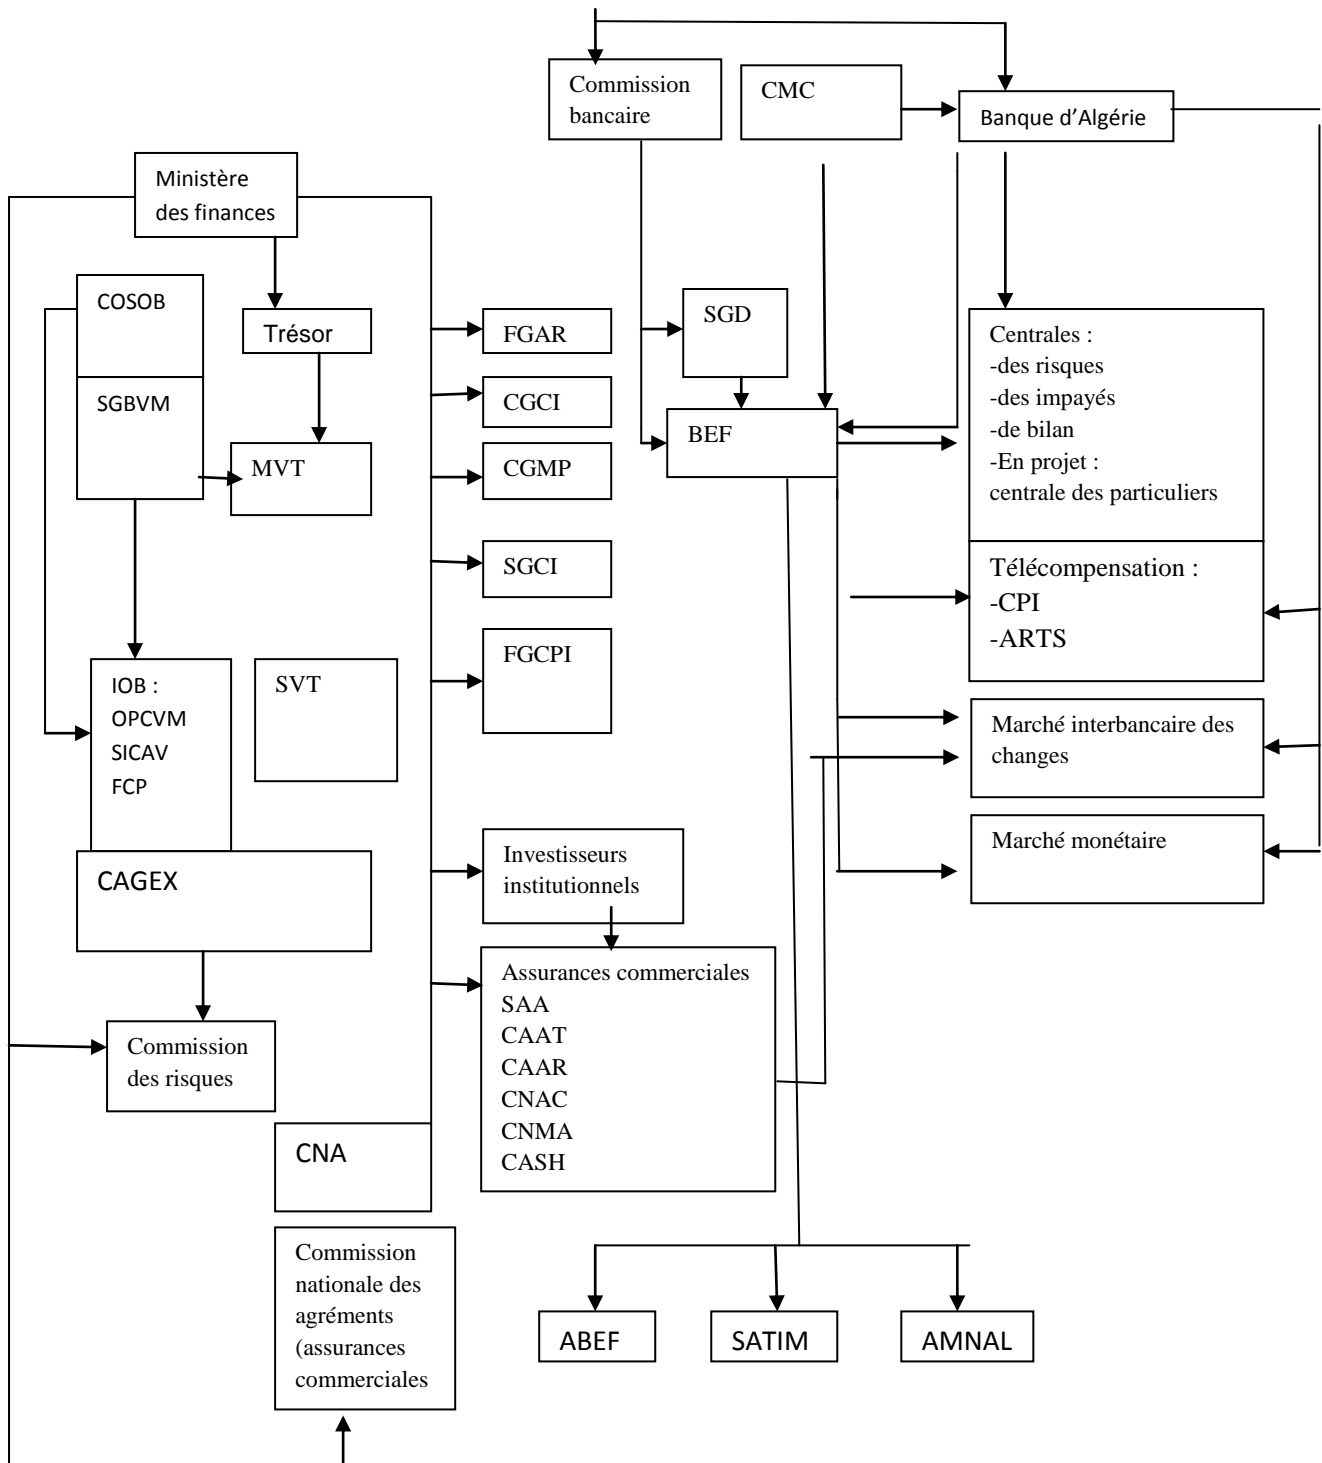 Commission
bancaire
CMC
Banque d’Algérie
Ministère
des finances
COSOB
Trésor
SGBVM
MVT
FGAR
CGCI
CGMP
SGCI
FGCPI
SGD
BEF
Centrales :
-des risques
-des impayés
-de bilan
-En projet :
centrale des particuliers
Télécompensation :
-CPI
-ARTS
IOB :
OPCVM
SICAV
FCP
SVT
Marché interbancaire des
changes
Marché monétaire
CAGEX
Investisseurs
institutionnels
Assurances commerciales
SAA
CAAT
CAAR
CNAC
CNMA
CASH
Commission
des risques
CNA
Commission
nationale des
agréments
(assurances
commerciales
ABEF
SATIM
AMNAL